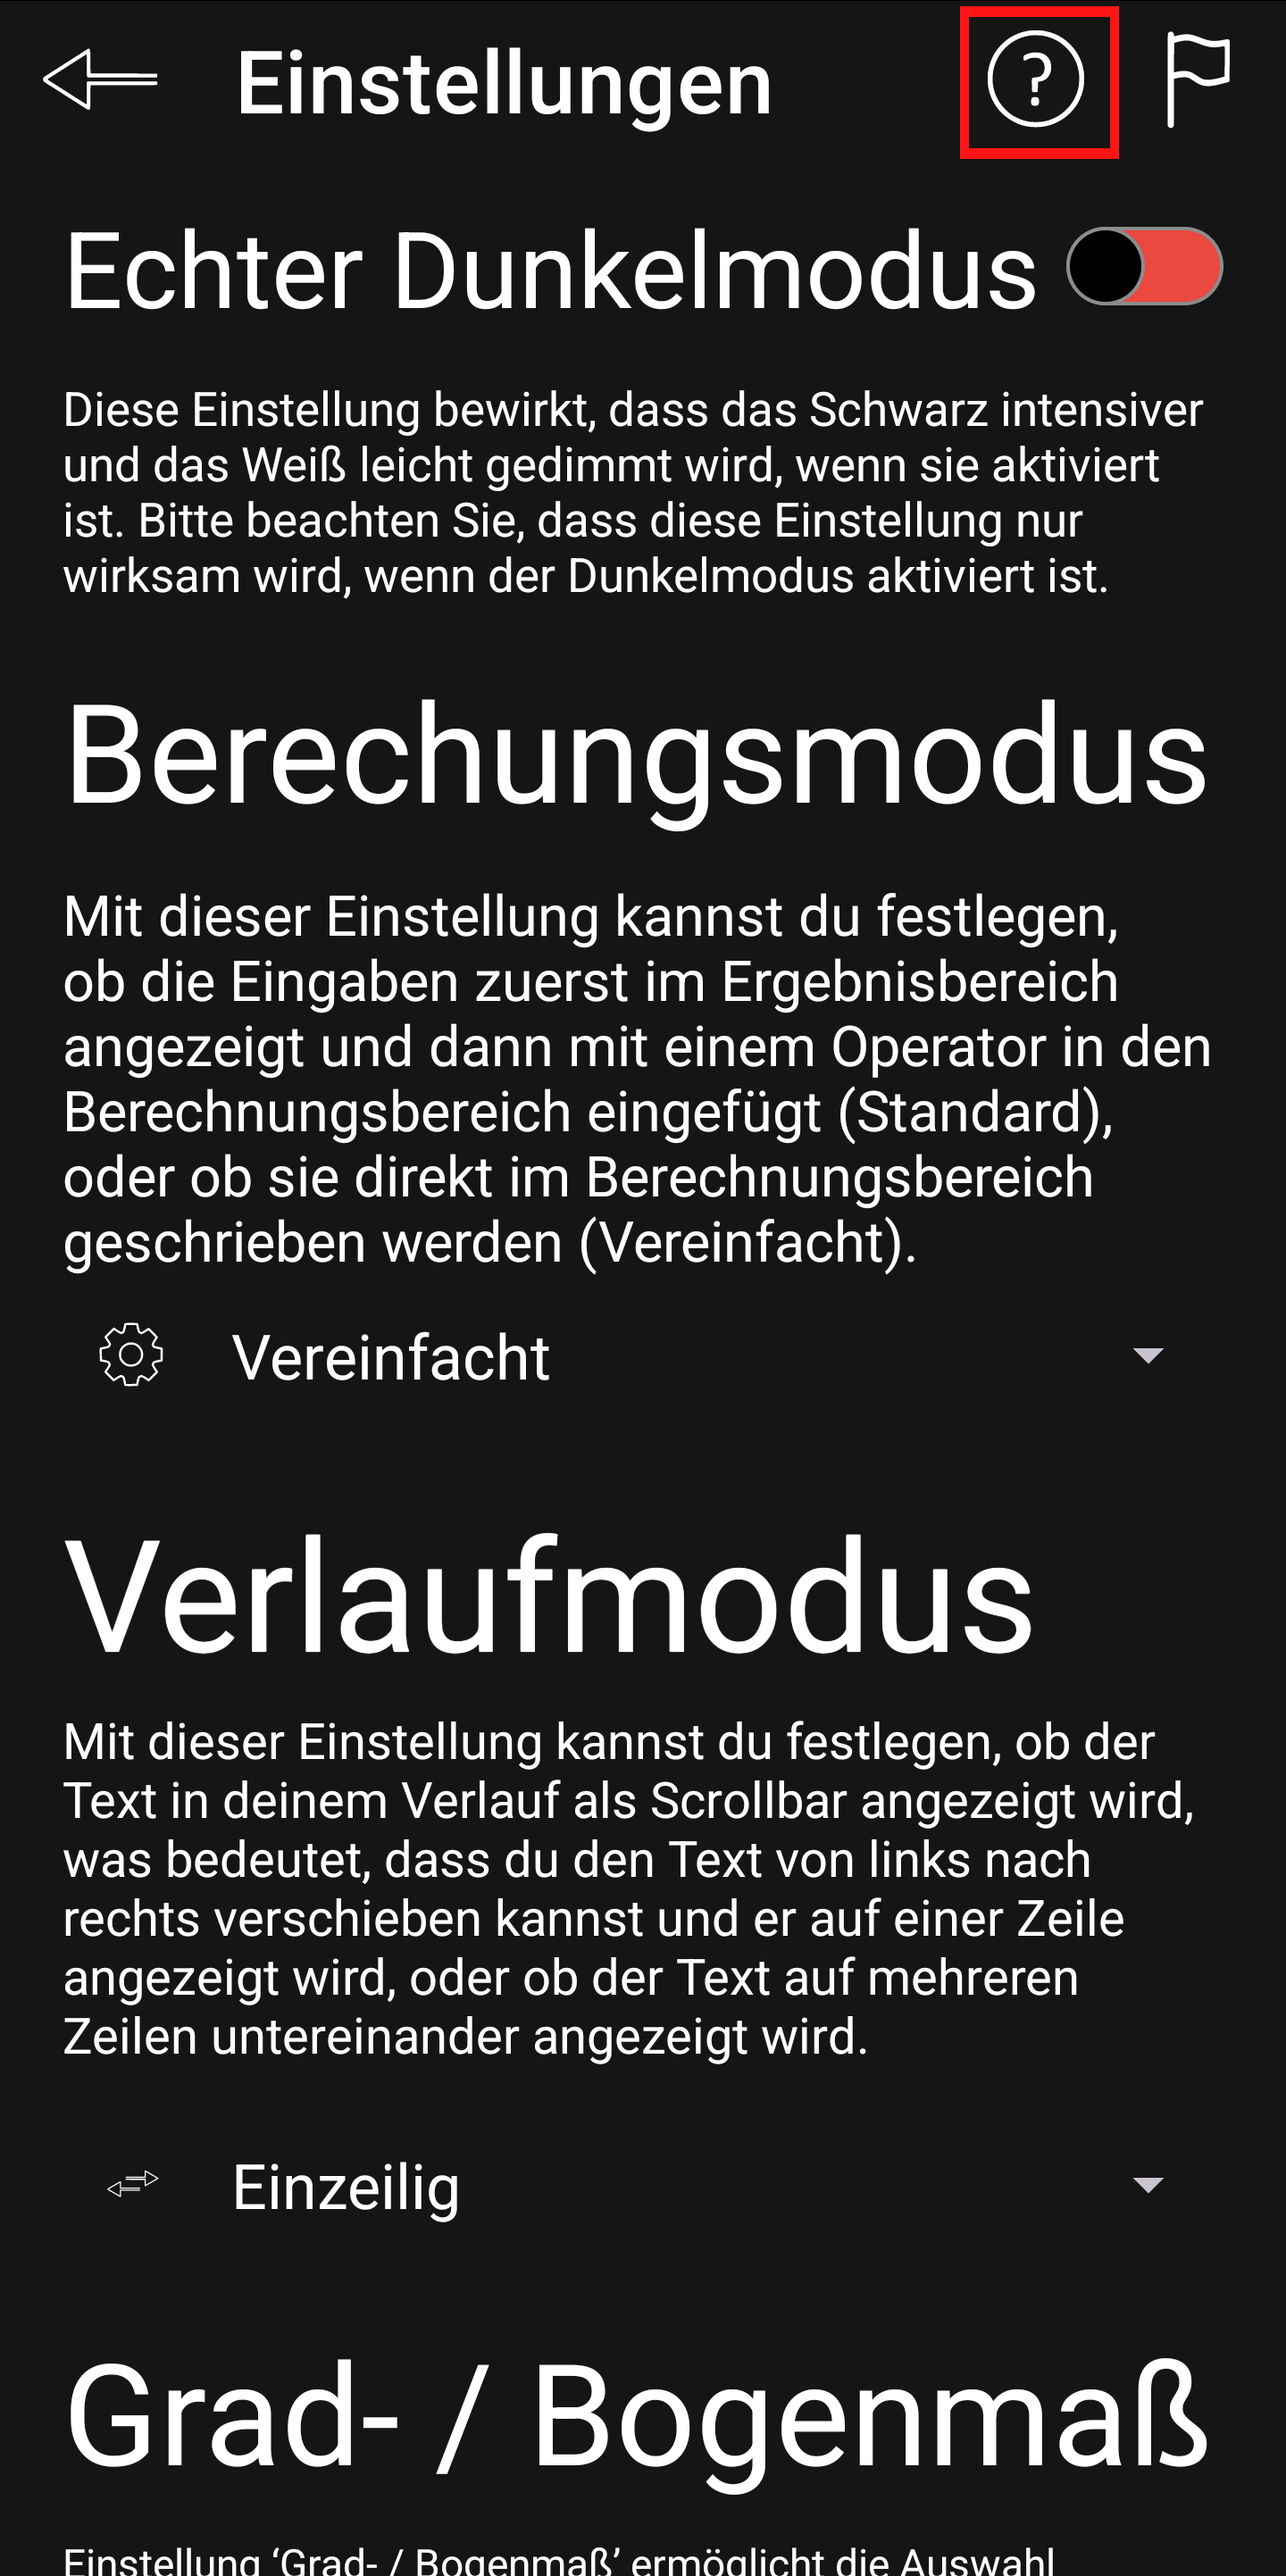 Einstellungen
Echter Dunkelmodus
Diese Einstellung bewirkt, dass das Schwarz intensiver
und das Weiß leicht gedimmt wird, wenn sie aktiviert
ist. Bitte beachten Sie, dass diese Einstellung nur
wirksam wird, wenn der Dunkelmodus aktiviert ist.
Berechungsmodus
Mit dieser Einstellung kannst du festlegen,
ob die Eingaben zuerst im Ergebnisbereich
angezeigt und dann mit einem Operator in den
Berechnungsbereich eingefügt (Standard),
oder ob sie direkt im Berechnungsbereich
geschrieben werden (Vereinfacht).
Vereinfacht
Verlaufmodus
Mit dieser Einstellung kannst du festlegen, ob der
Text in deinem Verlauf als Scrollbar angezeigt wird,
was bedeutet, dass du den Text von links nach
rechts verschieben kannst und er auf einer Zeile
angezeigt wird, oder ob der Text auf mehreren
Zeilen untereinander angezeigt wird.
Einzeilig
Grad- / Bogenmaß
Einstellung ‘Grad- / Bogenmaß’ ermöglicht die Auswahl